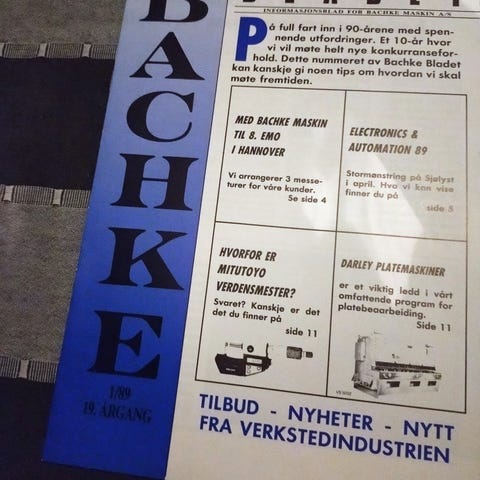 BACHKE
1/89
19. ÅRGANG
INFORMASJONSBLAD FOR BACHKE MASKIN A/S
På full fart inn i 90-årene med spen-
nende utfordringer. Et 10-år hvor
vi vil møte helt nye konkurransefor-
hold. Dette nummeret av Bachke Bladet
kan kanskje gi noen tips om hvordan vi skal
møte fremtiden.
MED BACHKE MASKIN
TIL 8. EMO
I HANNOVER
Vi arrangerer 3 messe-
turer for våre kunder.
Se side 4
ELECTRONICS &
AUTOMATION 89
Stormønstring på Sjølyst
i april. Hva vi kan vise
finner du på
side 5
HVORFOR ER
MITUTOYO
VERDENSMESTER?
Svaret? Kanskje er det
det du finner på
side 11
DARLEY PLATEMASKINER
er et viktig ledd i vårt
omfattende program for
platebearbeiding.
Side 11
TILBUD - NYHETER - NYTT
FRA VERKSTEDINDUSTRIEN